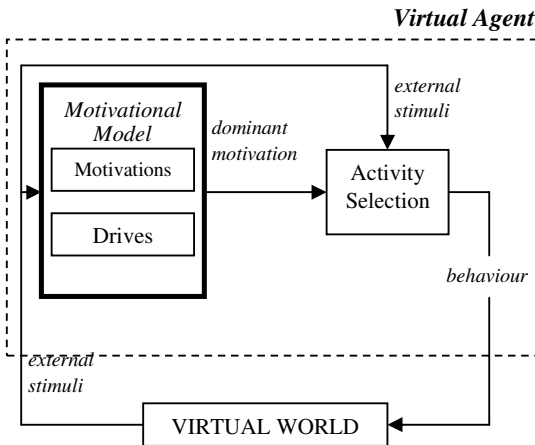 Virtual Agent
Motivational
Model
Motivations
Drives
dominant
motivation
external
stimuli
Activity
Selection
behaviour
external
stimuli
VIRTUAL WORLD